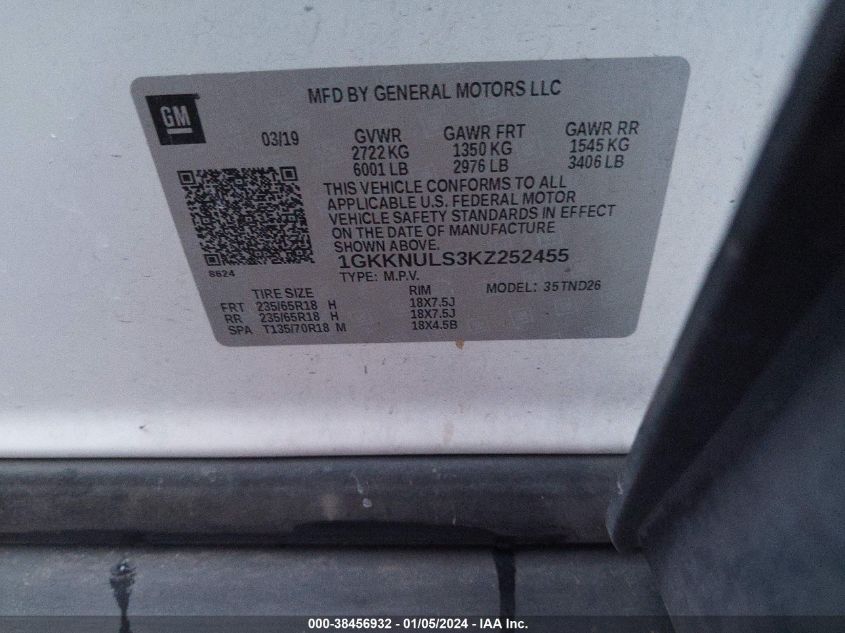 MFD BY GENERAL MOTORS LLC
GM
03/19 GVWR GAWR FRT GAWR RR
2722 KG 1350 KG 1545 KG
6001 LB 2976 LB 3406 LB
THIS VEHICLE CONFORMS TO ALL
APPLICABLE U.S. FEDERAL MOTOR
VEHICLE SAFETY STANDARDS IN EFFECT
ON THE DATE OF MANUFACTURE
SHOWN ABOVE.
8624
1GKKNULS3KZ252455
TYPE: M.P.V. MODEL: 35TND26
TIRE SIZE RIM
FRT 235/65R18 H 18X7.5J
RR 235/65R18 H 18X7.5J
SPA T135/70R18 M 18X4.5B
000-38456932 - 01/05/2024 - IAA Inc.